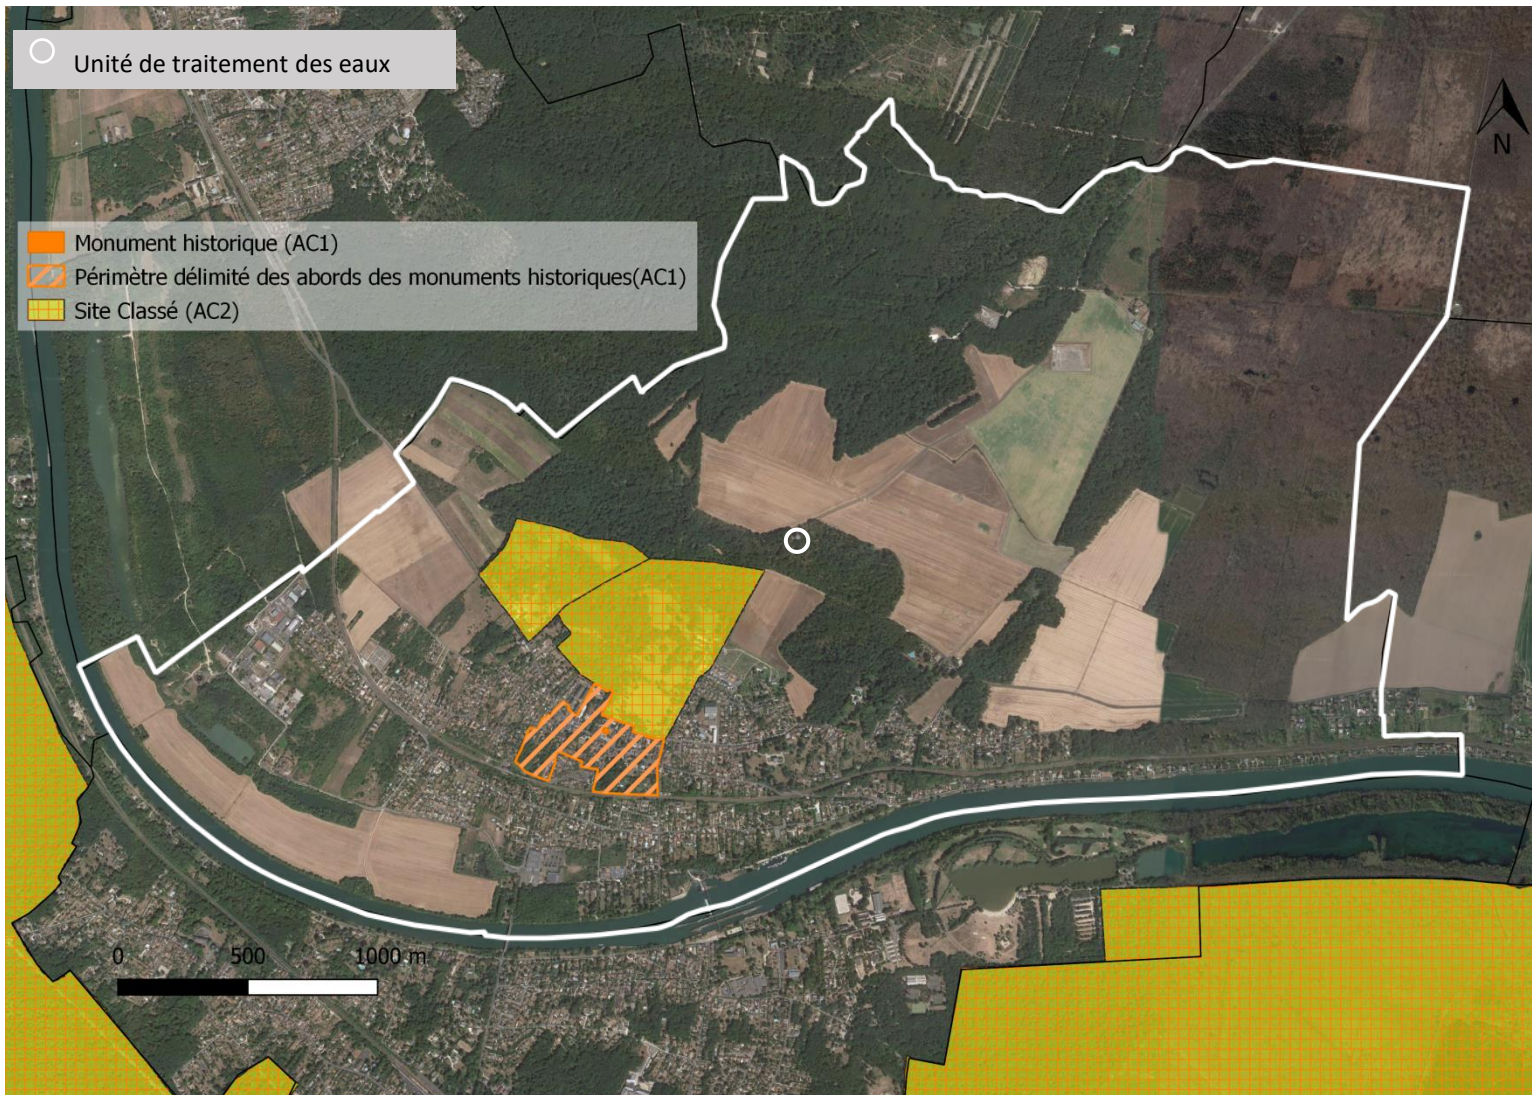 Unité de traitement des eaux
N
Monument historique (AC1)
Périmètre délimité des abords des monuments historiques(AC1)
Site Classé (AC2)
0 500 1000 m